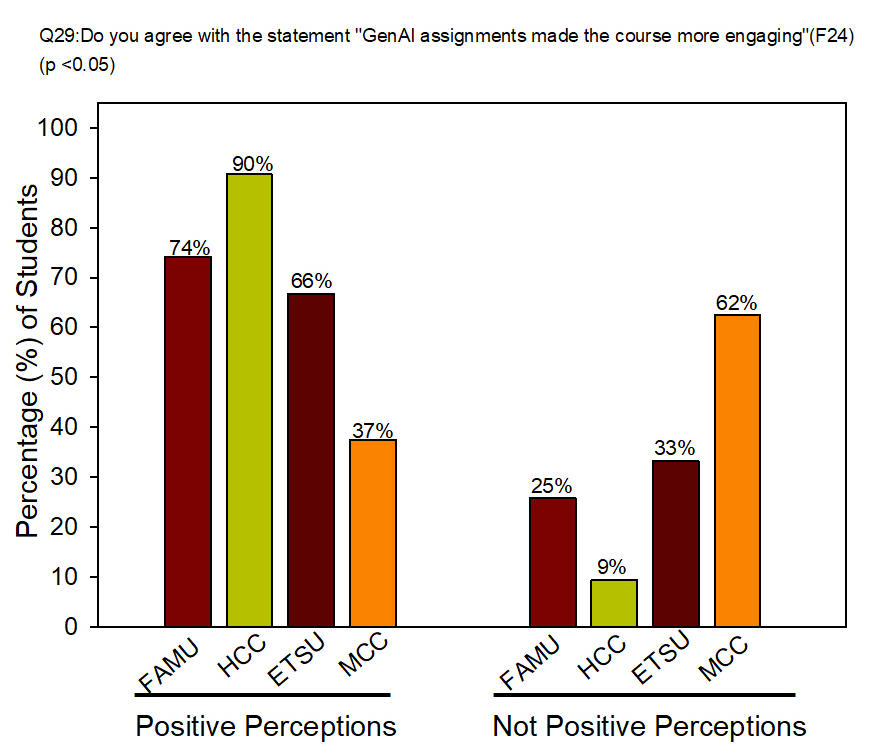 Q29:Do you agree with the statement "GenAI assignments made the course more engaging"(F24)
(p <0.05)
Percentage (%) of Students
100
90
80
70
60
50
40
30
20
10
0
74%
90%
66%
37%
25%
9%
33%
62%
FAMU
HCC
ETSU
MCC
FAMU
HCC
ETSU
MCC
Positive Perceptions
Not Positive Perceptions